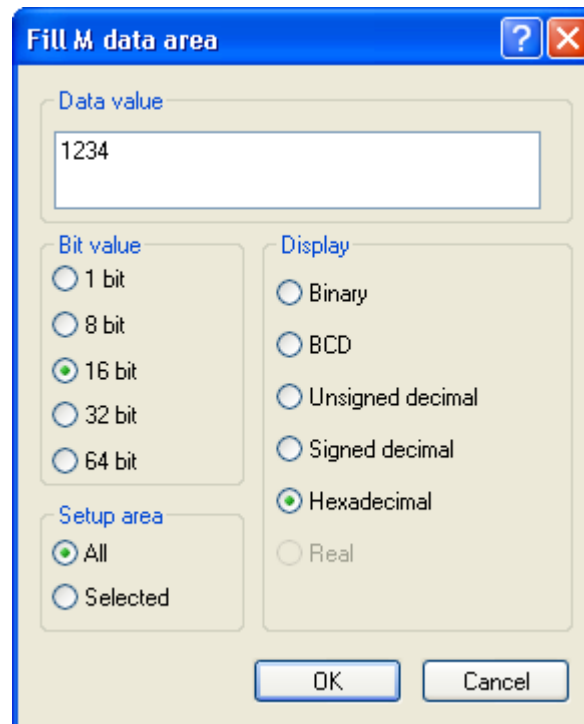 Fill M data area
Data value
1234
Bit value
1 bit
8 bit
16 bit
32 bit
64 bit
Setup area
All
Selected
Display
Binary
BCD
Unsigned decimal
Signed decimal
Hexadecimal
Real
OK
Cancel